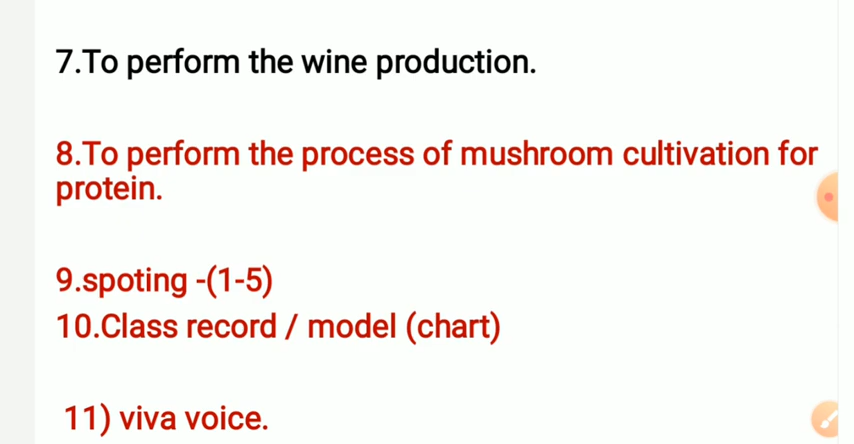 7.To perform the wine production.
8.To perform the process of mushroom cultivation for
protein.
9.spoting -(1-5)
10.Class record / model (chart)
11) viva voice.